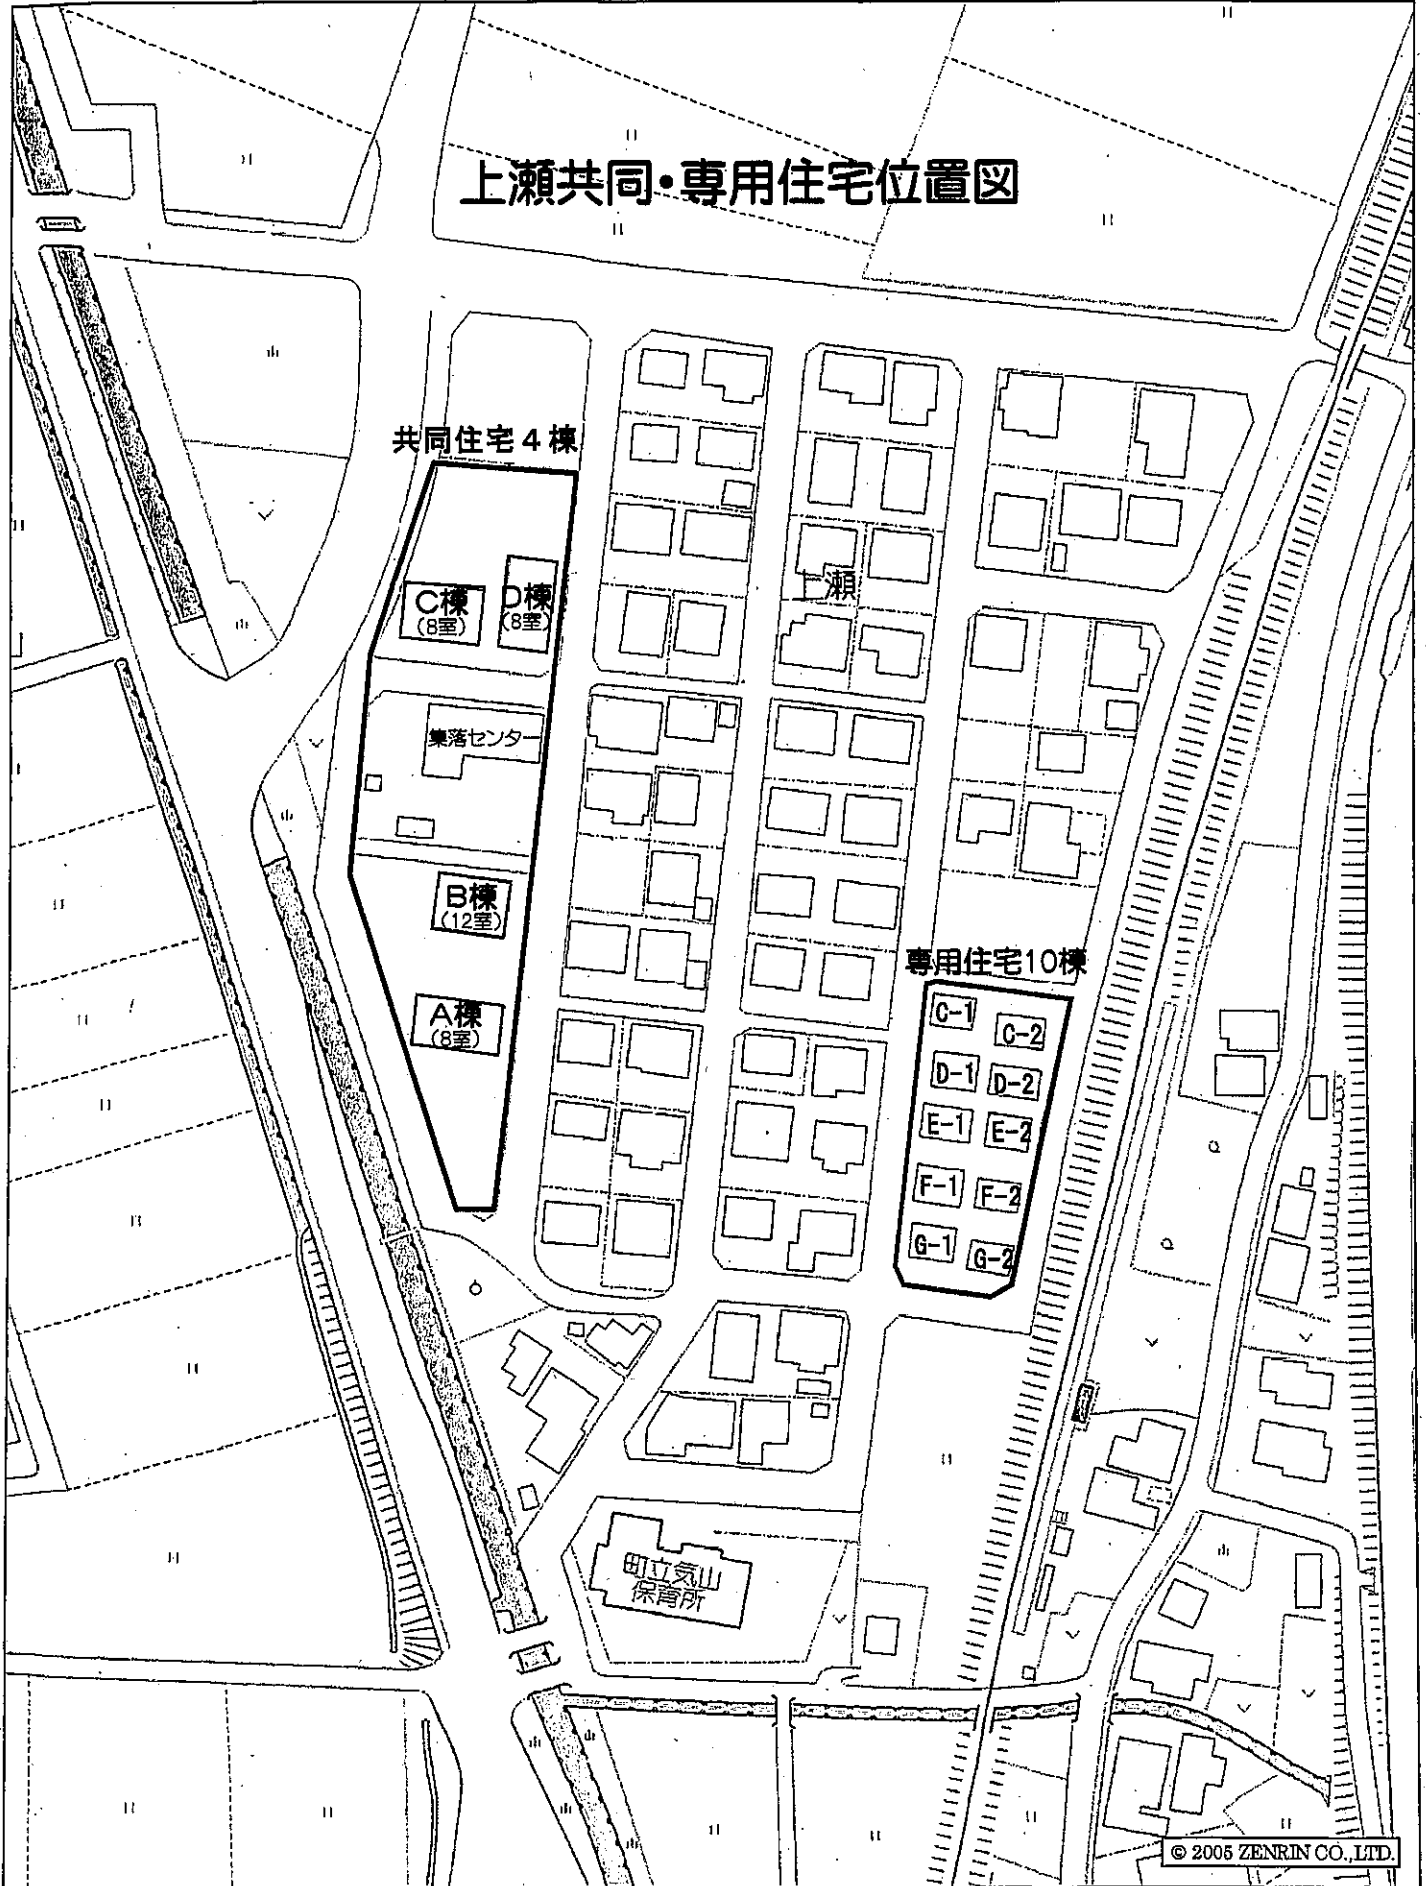 上瀬共同・専用住宅位置図
共同住宅4棟
C棟
(8室)
D棟
(8室)
上瀬
集落センター
B棟
(12室)
A棟
(8室)
専用住宅10棟
C-1
C-2
D-1
D-2
E-1
E-2
F-1
F-2
G-1
G-2
町立気山
保育所
© 2005 ZENRIN CO.,LTD.